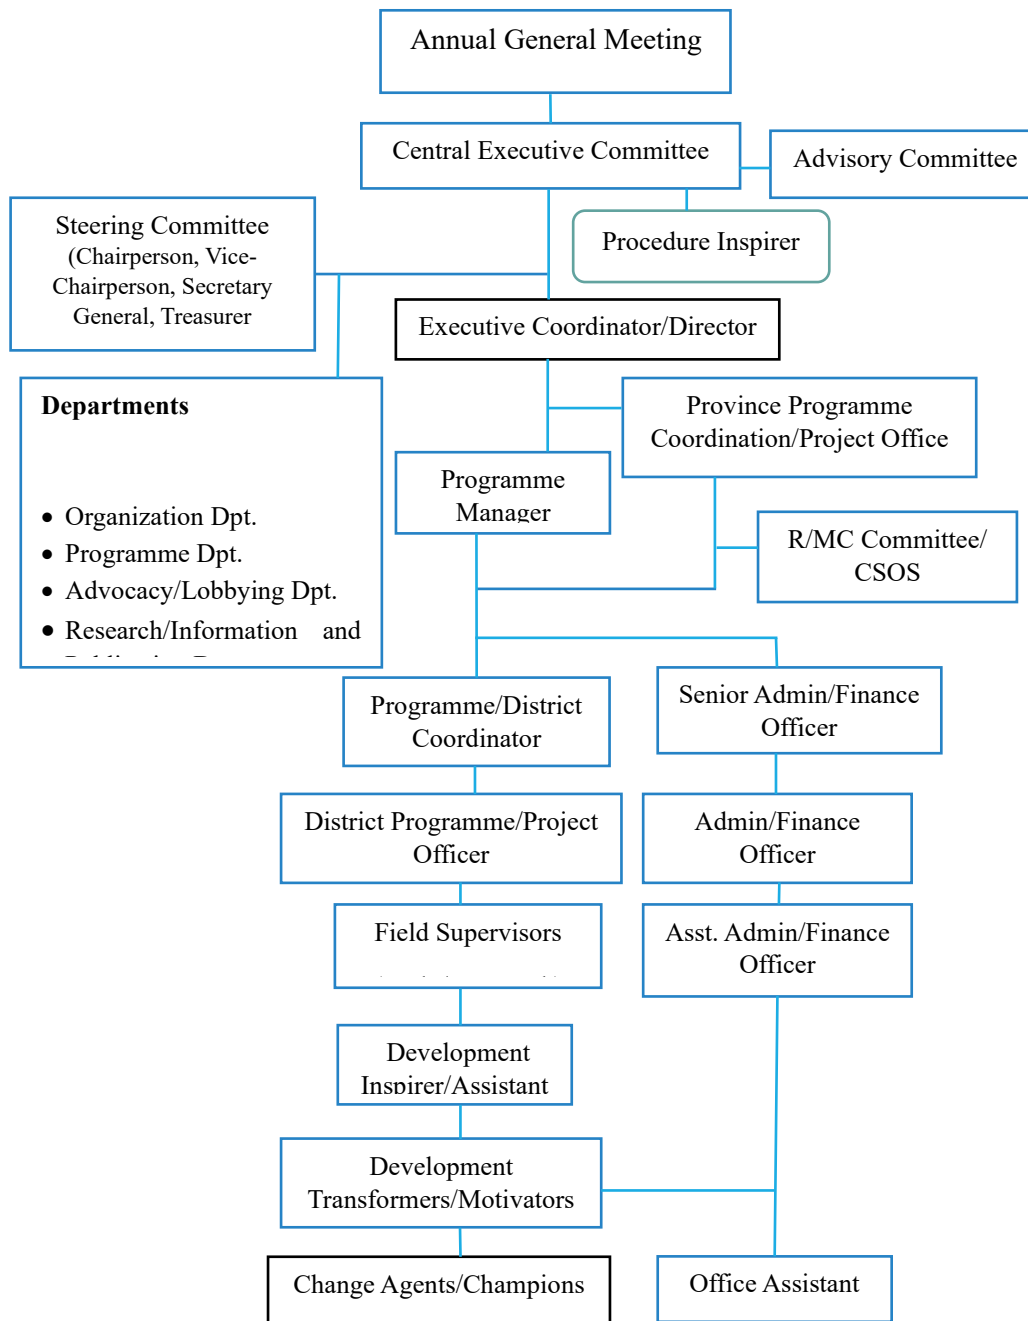 Annual General Meeting
Central Executive Committee
Advisory Committee
Steering Committee
(Chairperson, Vice-
Chairperson, Secretary
General, Treasurer
Procedure Inspirer
Executive Coordinator/Director
Departments
• Organization Dpt.
• Programme Dpt.
• Advocacy/Lobbying Dpt.
• Research/Information and
Province Programme
Coordination/Project Office
Programme
Manager
R/MC Committee/
CSOS
Programme/District
Coordinator
Senior Admin/Finance
Officer
District Programme/Project
Officer
Admin/Finance
Officer
Field Supervisors
Asst. Admin/Finance
Officer
Development
Inspirer/Assistant
Development
Transformers/Motivators
Change Agents/Champions
Office Assistant